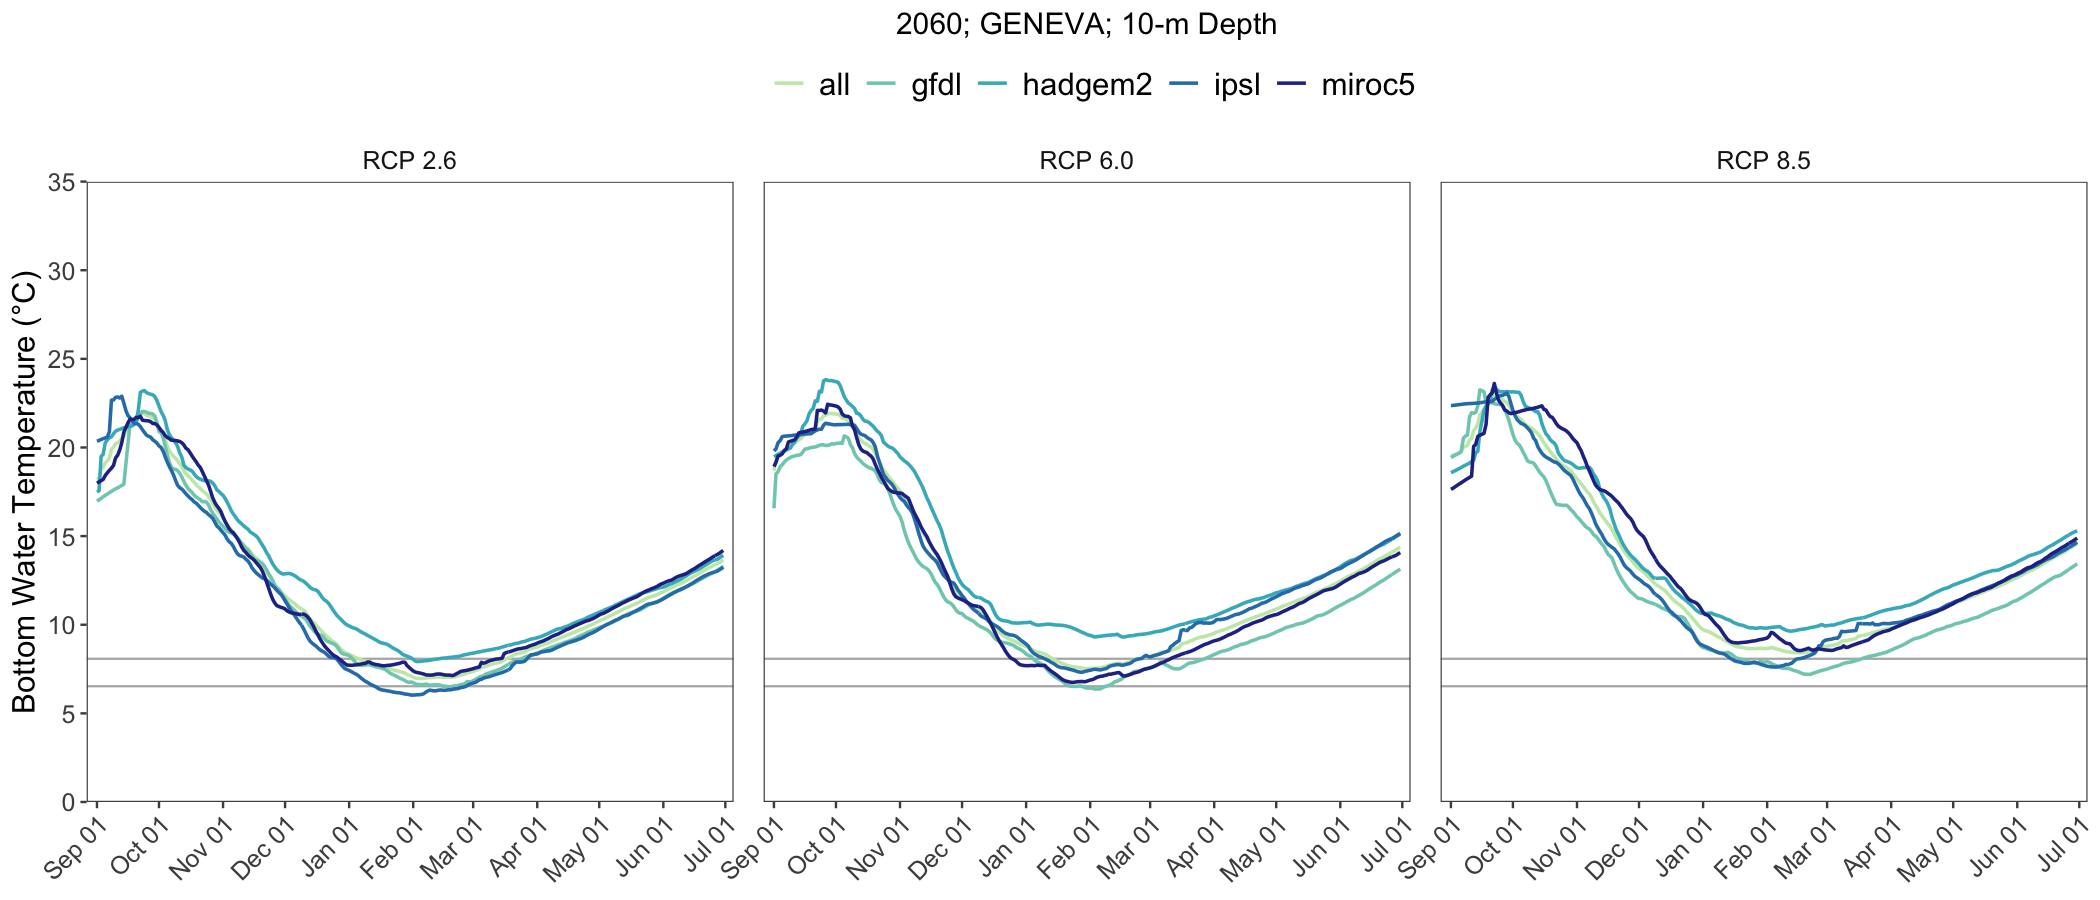 2060; GENEVA; 10-m Depth
all gfdl hadgem2 ipsl miroc5
RCP 2.6 RCP 6.0 RCP 8.5
Bottom Water Temperature (°C)
35
30
25
20
15
10
5
0
Sep 01 Oct 01 Nov 01 Dec 01 Jan 01 Feb 01 Mar 01 Apr 01 May 01 Jun 01 Jul 01 Sep 01 Oct 01 Nov 01 Dec 01 Jan 01 Feb 01 Mar 01 Apr 01 May 01 Jun 01 Jul 01 Sep 01 Oct 01 Nov 01 Dec 01 Jan 01 Feb 01 Mar 01 Apr 01 May 01 Jun 01 Jul 01